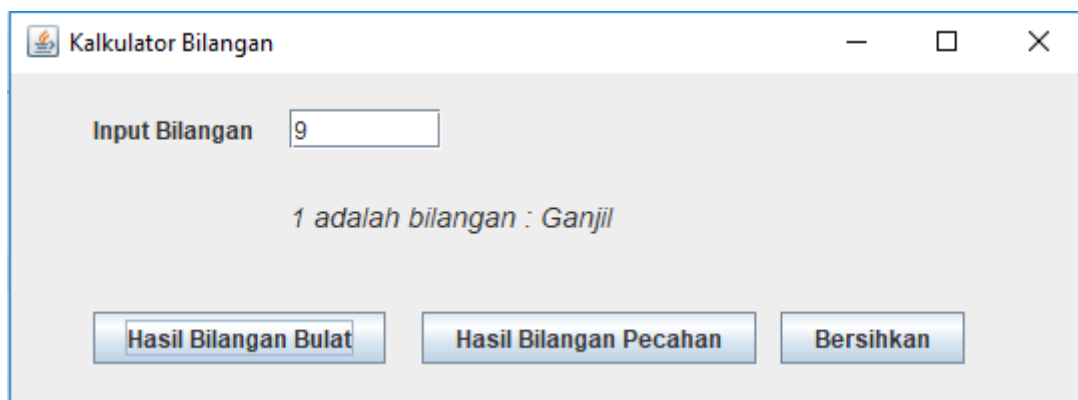 Kalkulator Bilangan
Input Bilangan 9
1 adalah bilangan : Ganjil
Hasil Bilangan Bulat Hasil Bilangan Pecahan Bersihkan